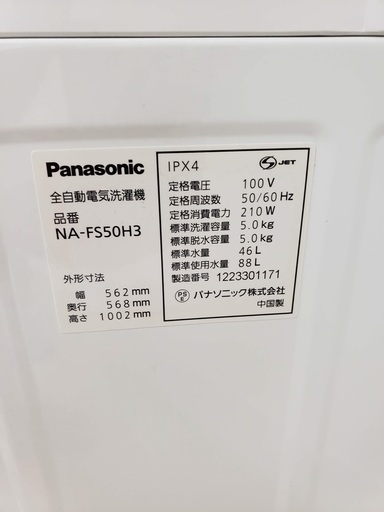 Panasonic
全自動電気洗濯機
品番
NA-FS50H3
外形寸法
幅 562mm
奥行 568mm
高さ 1002mm
IPX4
S JET
定格電圧 100V
定格周波数 50/60Hz
定格消費電力 210W
標準洗濯容量 5.0kg
標準脱水容量 5.0kg
標準水量 46L
標準使用水量 88L
製造番号 1223301171
PS E パナソニック株式会社
中国製